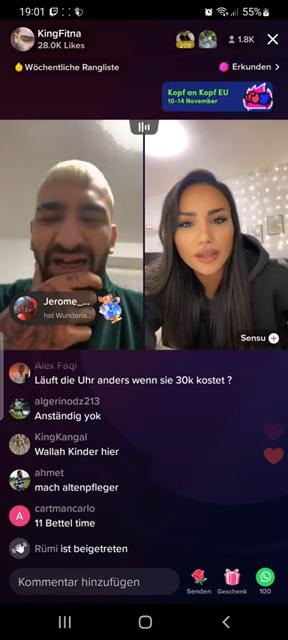 19:01
55%
KingFitna
28.0K Likes
209
1.8K
Wöchentliche Rangliste
Erkunden
Kopf an Kopf EU
10-14 November
Jerome_...
hat Wunderla...
Sensu
Alex Faqi
Läuft die Uhr anders wenn sie 30k kostet ?
algerinodz213
Anständig yok
KingKangal
Wallah Kinder hier
ahmet
mach altenpfleger
A
cartmancarlo
11 Bettel time
Rümi ist beigetreten
Kommentar hinzufügen
Senden
Geschenk
100